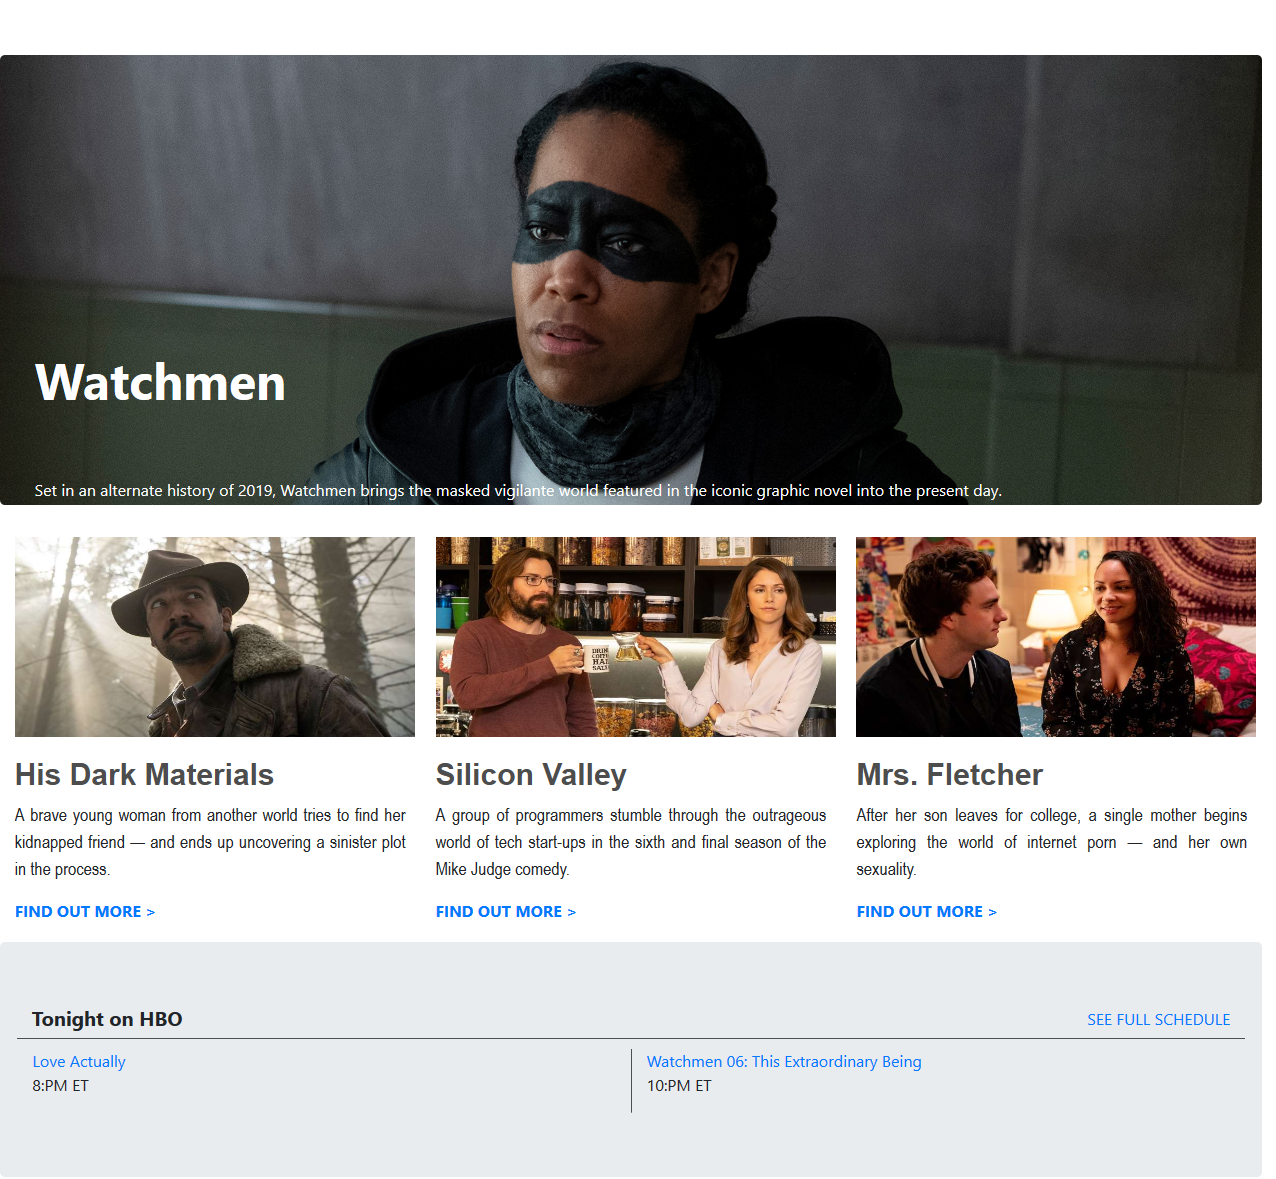 Watchmen
Set in an alternate history of 2019, Watchmen brings the masked vigilante world featured in the iconic graphic novel into the present day.
DRINK
COFFEE
HAIL
SATAN
His Dark Materials
A brave young woman from another world tries to find her
kidnapped friend — and ends up uncovering a sinister plot
in the process.
FIND OUT MORE >
Silicon Valley
A group of programmers stumble through the outrageous
world of tech start-ups in the sixth and final season of the
Mike Judge comedy.
FIND OUT MORE >
Mrs. Fletcher
After her son leaves for college, a single mother begins
exploring the world of internet porn — and her own
sexuality.
FIND OUT MORE >
Tonight on HBO
SEE FULL SCHEDULE
Love Actually
8:PM ET
Watchmen 06: This Extraordinary Being
10:PM ET